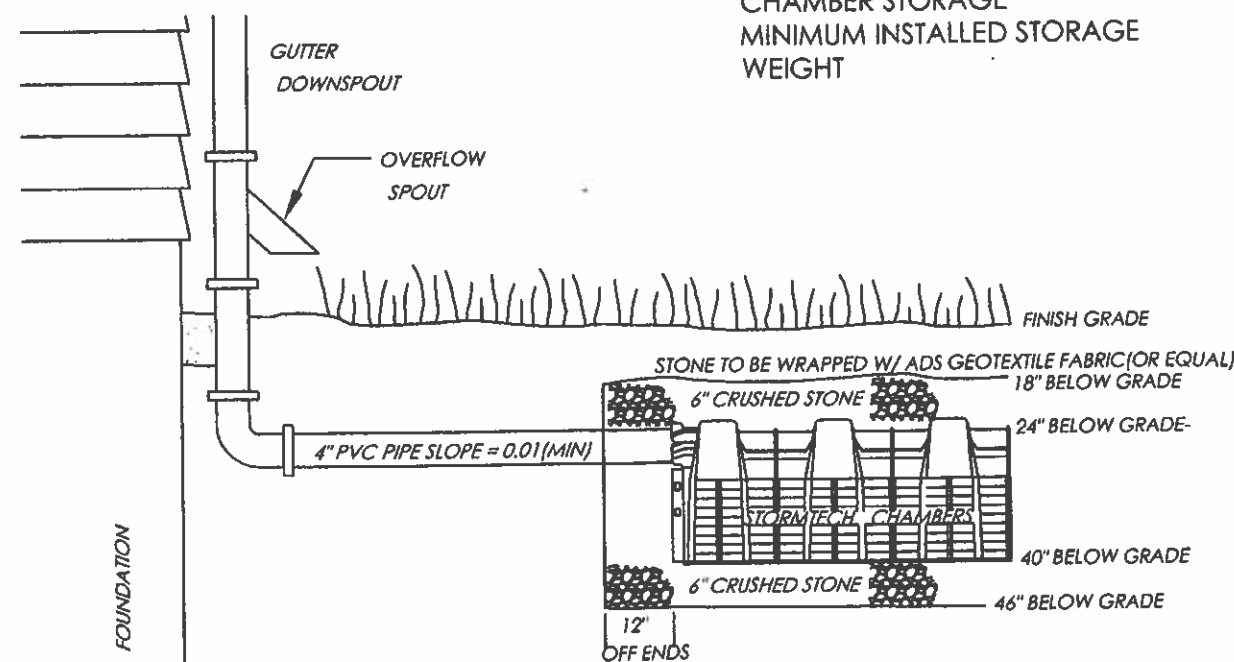 CHAMBER STORAGE
MINIMUM INSTALLED STORAGE
WEIGHT
GUTTER
DOWNSPOUT
OVERFLOW
SPOUT
FINISH GRADE
STONE TO BE WRAPPED W/ ADS GEOTEXTILE FABRIC(OR EQUAL)
18" BELOW GRADE
6" CRUSHED STONE
24" BELOW GRADE-
4" PVC PIPE SLOPE = 0.01(MIN)
STORMTECH CHAMBERS
40" BELOW GRADE
6" CRUSHED STONE
46" BELOW GRADE
12"
OFF ENDS
FOUNDATION